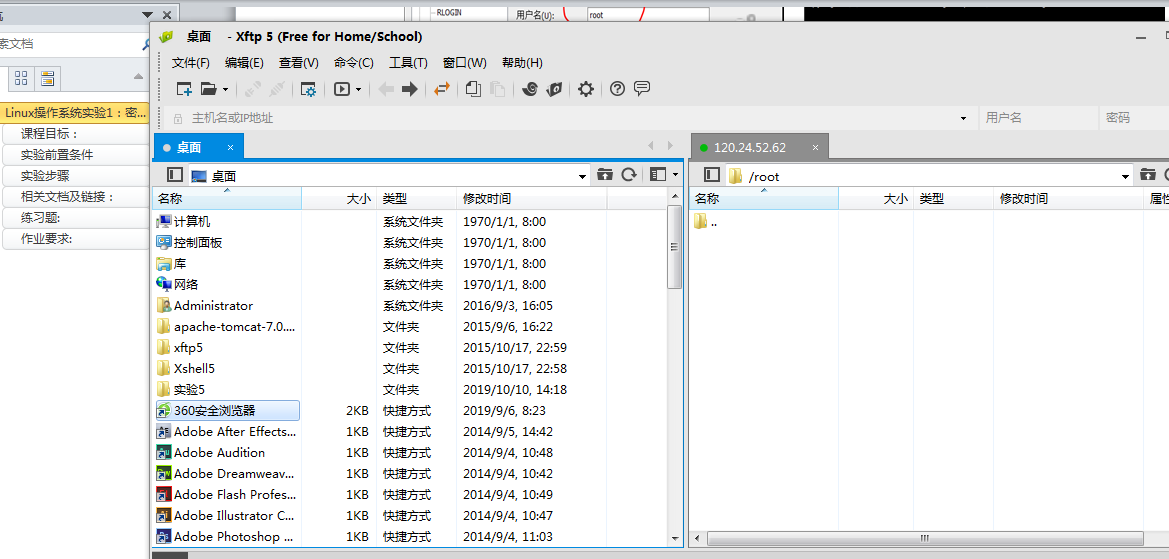 RLOGIN 用户名(U): root
索文档
桌面 - Xftp 5 (Free for Home/School)
文件(F) 编辑(E) 查看(V) 命令(C) 工具(T) 窗口(W) 帮助(H)
主机名或IP地址 用户名 密码
Linux操作系统实验1：密...
课程目标：
实验前置条件
实验步骤
相关文档及链接：
练习题:
作业要求:
桌面
桌面
名称 大小 类型 修改时间
计算机 系统文件夹 1970/1/1, 8:00
控制面板 系统文件夹 1970/1/1, 8:00
库 系统文件夹 1970/1/1, 8:00
网络 系统文件夹 1970/1/1, 8:00
Administrator 系统文件夹 2016/9/3, 16:05
apache-tomcat-7.0.... 文件夹 2015/9/6, 16:22
xftp5 文件夹 2015/10/17, 22:59
Xshell5 文件夹 2015/10/17, 22:58
实验5 文件夹 2019/10/10, 14:18
360安全浏览器 2KB 快捷方式 2019/9/6, 8:23
Adobe After Effects... 1KB 快捷方式 2014/9/5, 14:42
Adobe Audition 1KB 快捷方式 2014/9/4, 10:48
Adobe Dreamweav... 1KB 快捷方式 2014/9/4, 10:42
Adobe Flash Profes... 1KB 快捷方式 2014/9/4, 10:49
Adobe Illustrator C... 1KB 快捷方式 2014/9/4, 10:47
Adobe Photoshop ... 1KB 快捷方式 2014/9/4, 11:03
120.24.52.62
/root
名称 大小 类型 修改时间 属性
..